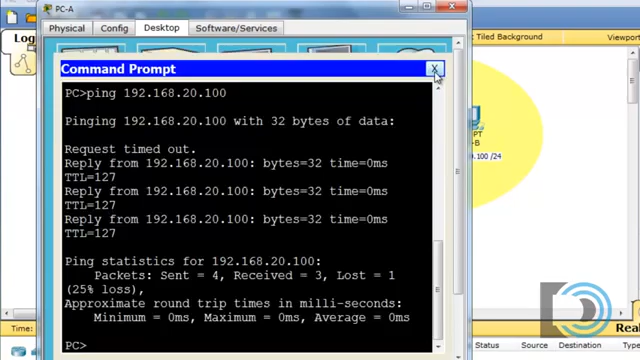 PC-A
Physical Config Desktop Software/Services
Log
Tiled Background
Command Prompt
X
PC>ping 192.168.20.100
Pinging 192.168.20.100 with 32 bytes of data:
Request timed out.
Reply from 192.168.20.100: bytes=32 time=0ms
TTL=127
Reply from 192.168.20.100: bytes=32 time=0ms
TTL=127
Reply from 192.168.20.100: bytes=32 time=0ms
TTL=127
Ping statistics for 192.168.20.100:
Packets: Sent = 4, Received = 3, Lost = 1
(25% loss),
Approximate round trip times in milli-seconds:
Minimum = 0ms, Maximum = 0ms, Average = 0ms
PC>
PT
-B
.100 /24
Time:
Status Source Destination